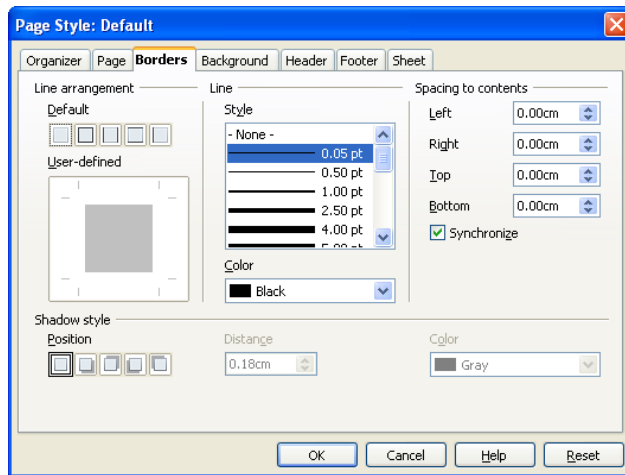 Page Style: Default
Organizer Page Borders Background Header Footer Sheet
Line arrangement
Default
User-defined
Line
Style
- None -
0.05 pt
0.50 pt
1.00 pt
2.50 pt
4.00 pt
5.00 pt
Color
Black
Spacing to contents
Left 0.00cm
Right 0.00cm
Top 0.00cm
Bottom 0.00cm
Synchronize
Shadow style
Position
Distance
0.18cm
Color
Gray
OK Cancel Help Reset